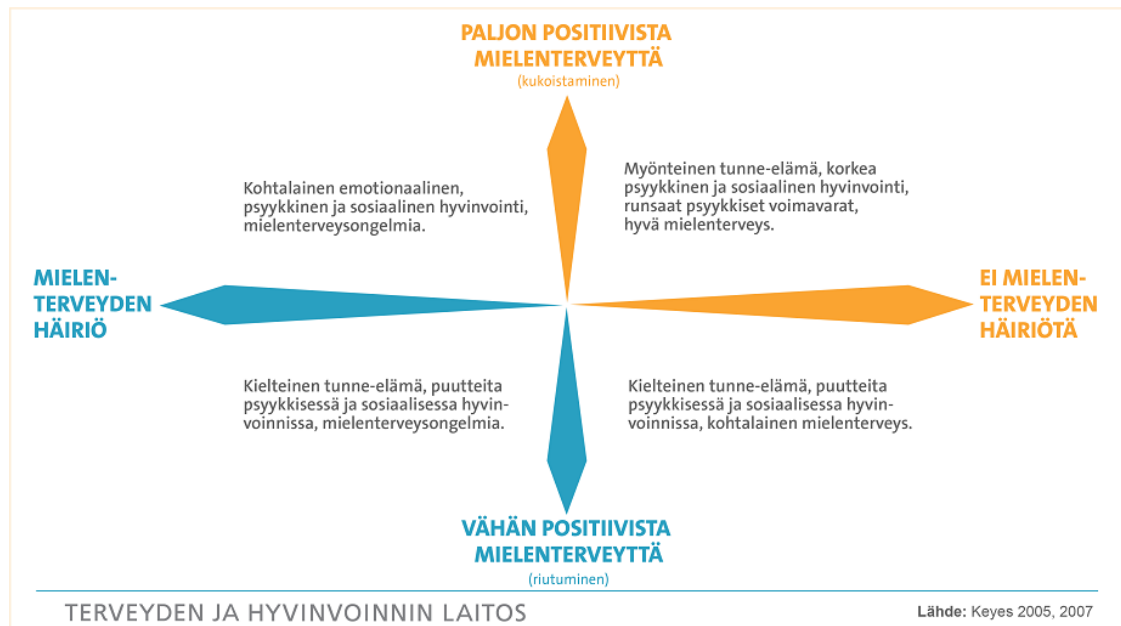 PALJON POSITIIVISTA
MIELENTERVEYTTÄ
(kukoistaminen)
Kohtalainen emotionaalinen,
psyykkinen ja sosiaalinen hyvinvointi,
mielenterveysongelmia.
Myönteinen tunne-elämä, korkea
psyykkinen ja sosiaalinen hyvinvointi,
runsaat psyykkiset voimavarat,
hyvä mielenterveys.
MIELEN-
TERVEYDEN
HÄIRIÖ
EI MIELEN-
TERVEYDEN
HÄIRIÖTÄ
Kielteinen tunne-elämä, puutteita
psyykkisessä ja sosiaalisessa hyvin-
voinnissa, mielenterveysongelmia.
Kielteinen tunne-elämä, puutteita
psyykkisessä ja sosiaalisessa hyvin-
voinnissa, kohtalainen mielenterveys.
VÄHÄN POSITIIVISTA
MIELENTERVEYTTÄ
(riutuminen)
TERVEYDEN JA HYVINVOINNIN LAITOS
Lähde: Keyes 2005, 2007